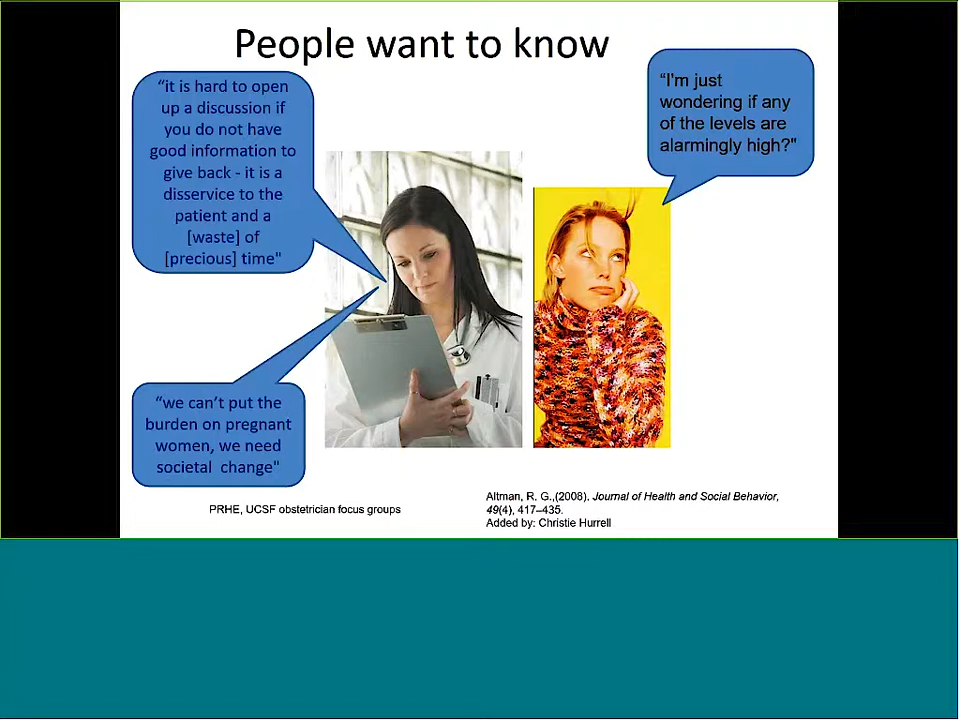 People want to know
“it is hard to open
up a discussion if
you do not have
good information to
give back - it is a
disservice to the
patient and a
[waste] of
[precious] time"
“I'm just
wondering if any
of the levels are
alarmingly high?"
“we can’t put the
burden on pregnant
women, we need
societal change"
PRHE, UCSF obstetrician focus groups
Altman, R. G.,(2008). Journal of Health and Social Behavior,
49(4), 417–435.
Added by: Christie Hurrell